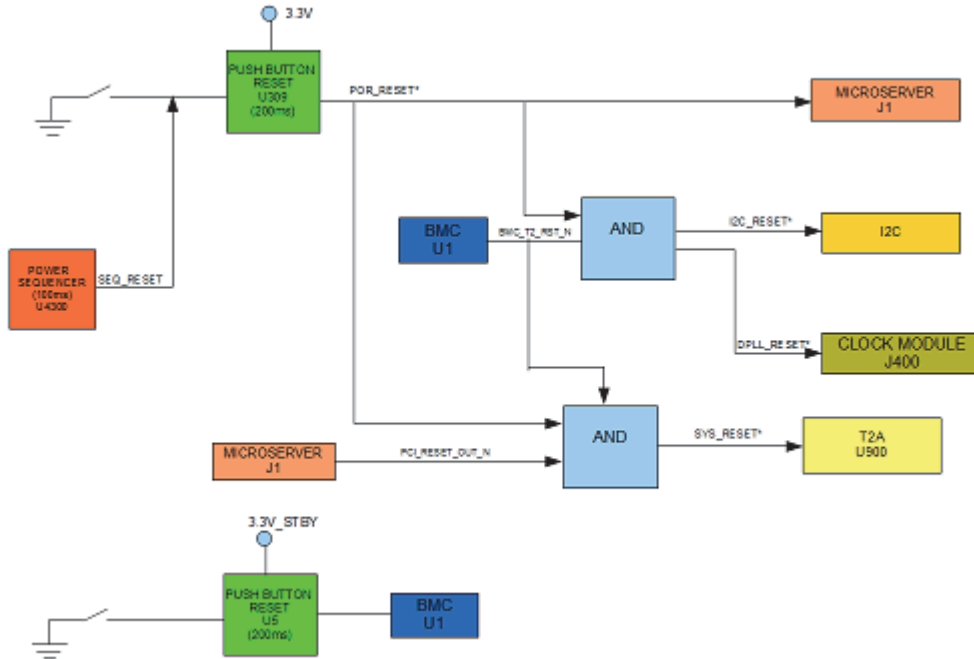 3.3V
PUSH BUTTON
RESET
U309
(200ms)
POR_RESET*
MICROSERVER
J1
BMC
U1
BMC_T2_RST_N
AND
I2C_RESET*
I2C
POWER
SEQUENCER
(100ms)
U4300
SEQ_RESET
DPLL_RESET*
CLOCK MODULE
J400
MICROSERVER
J1
PCI_RESET_OUT_N
AND
SYS_RESET*
T2A
U900
3.3V_STBY
PUSH BUTTON
RESET
U5
(200ms)
BMC
U1